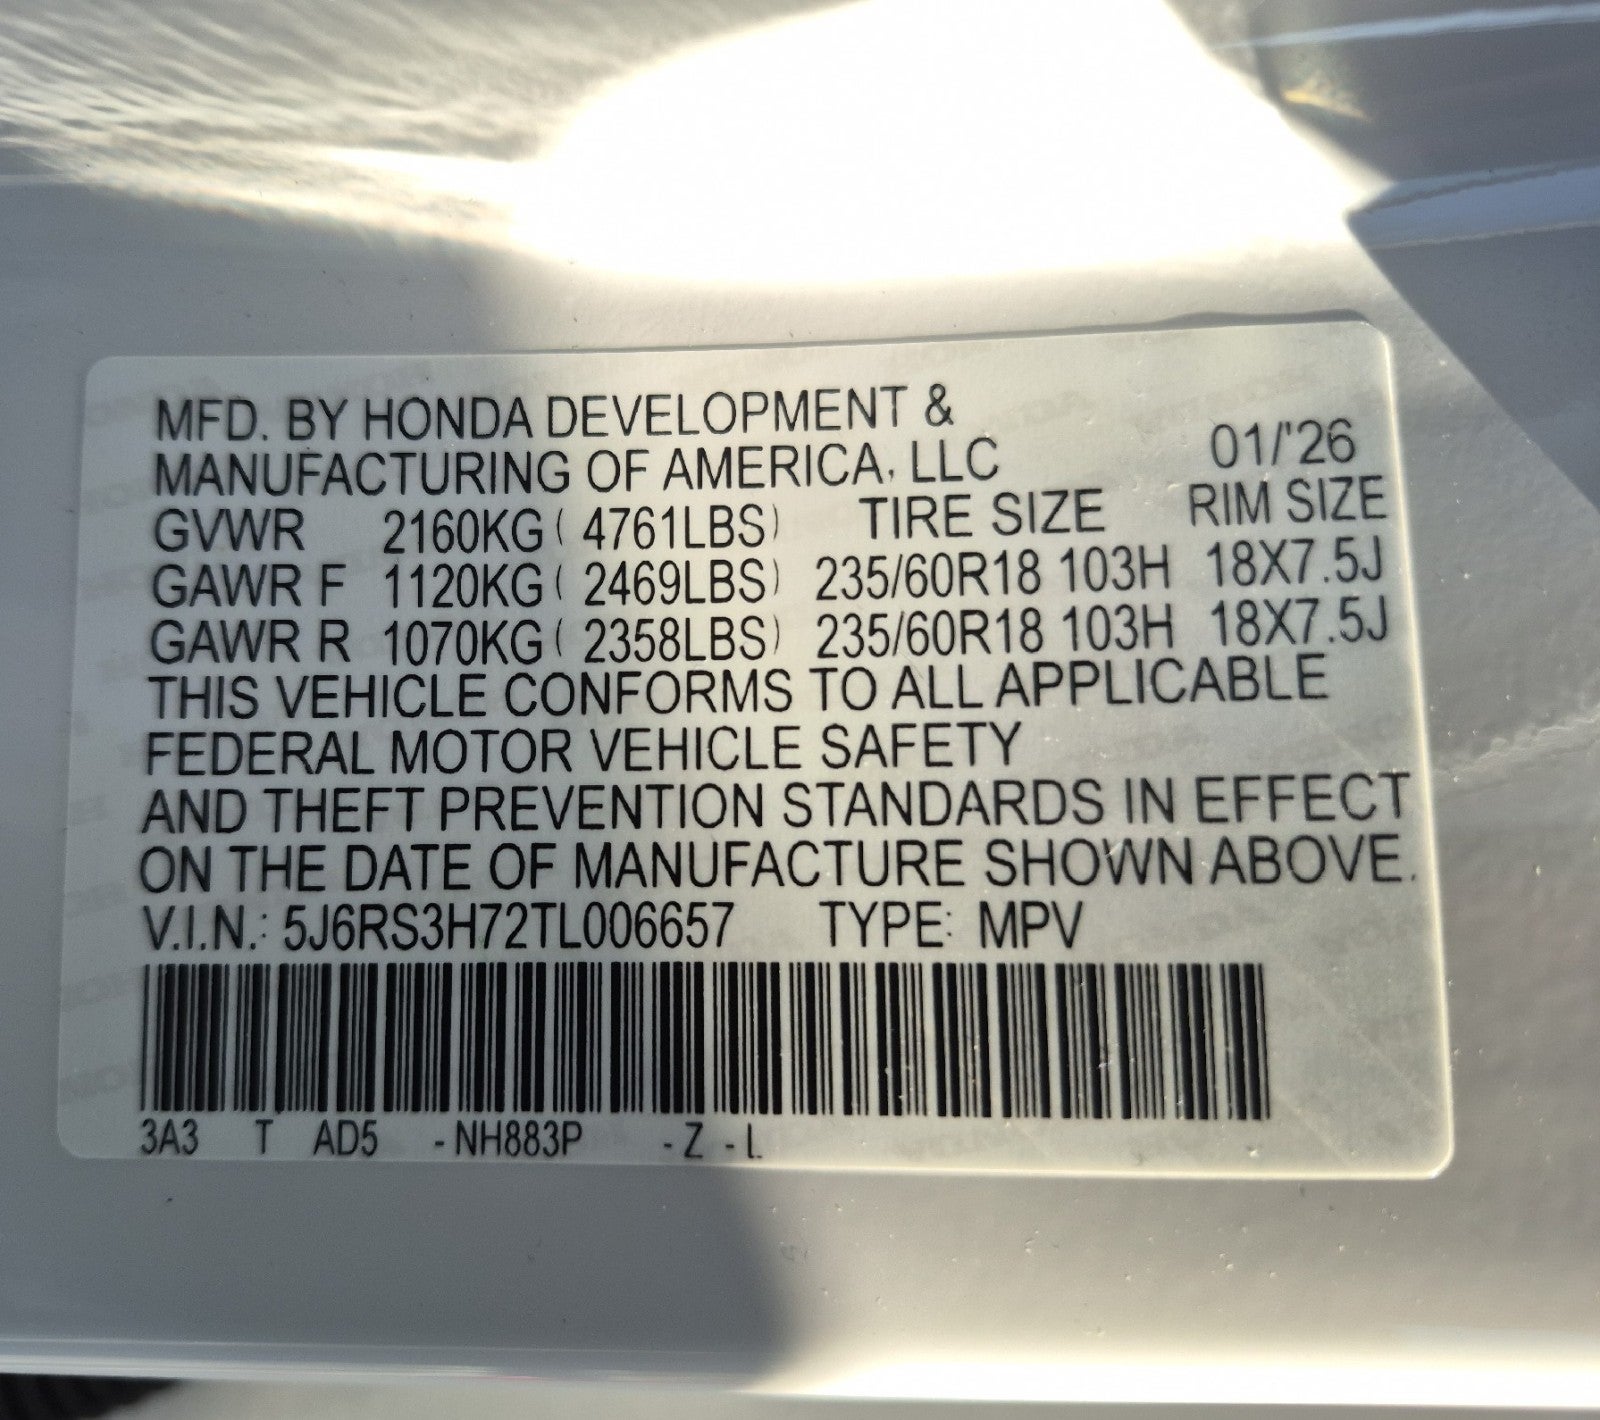 MFD. BY HONDA DEVELOPMENT &
MANUFACTURING OF AMERICA, LLC 01/'26
GVWR 2160KG ( 4761LBS) TIRE SIZE RIM SIZE
GAWR F 1120KG ( 2469LBS) 235/60R18 103H 18X7.5J
GAWR R 1070KG ( 2358LBS) 235/60R18 103H 18X7.5J
THIS VEHICLE CONFORMS TO ALL APPLICABLE
FEDERAL MOTOR VEHICLE SAFETY
AND THEFT PREVENTION STANDARDS IN EFFECT
ON THE DATE OF MANUFACTURE SHOWN ABOVE.
V.I.N.: 5J6RS3H72TL006657 TYPE: MPV
3A3 T AD5 -NH883P -Z -L